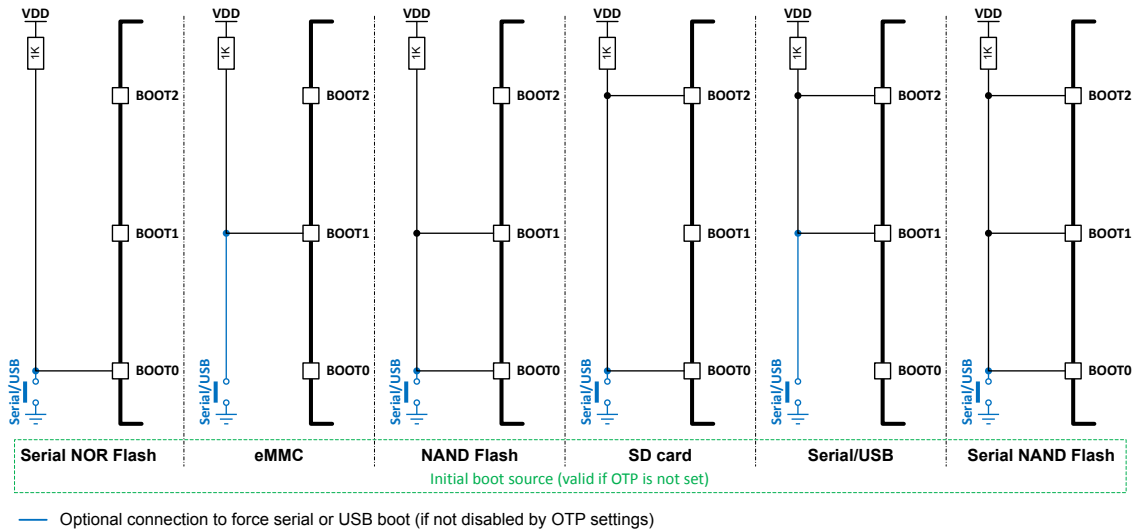 VDD VDD VDD VDD VDD VDD
1K 1K 1K 1K 1K 1K
BOOT2 BOOT2 BOOT2 BOOT2 BOOT2 BOOT2
BOOT1 BOOT1 BOOT1 BOOT1 BOOT1 BOOT1
BOOT0 BOOT0 BOOT0 BOOT0 BOOT0 BOOT0
Serial/USB Serial/USB Serial/USB Serial/USB Serial/USB Serial/USB
Serial NOR Flash eMMC NAND Flash SD card Serial/USB Serial NAND Flash
Initial boot source (valid if OTP is not set)
Optional connection to force serial or USB boot (if not disabled by OTP settings)